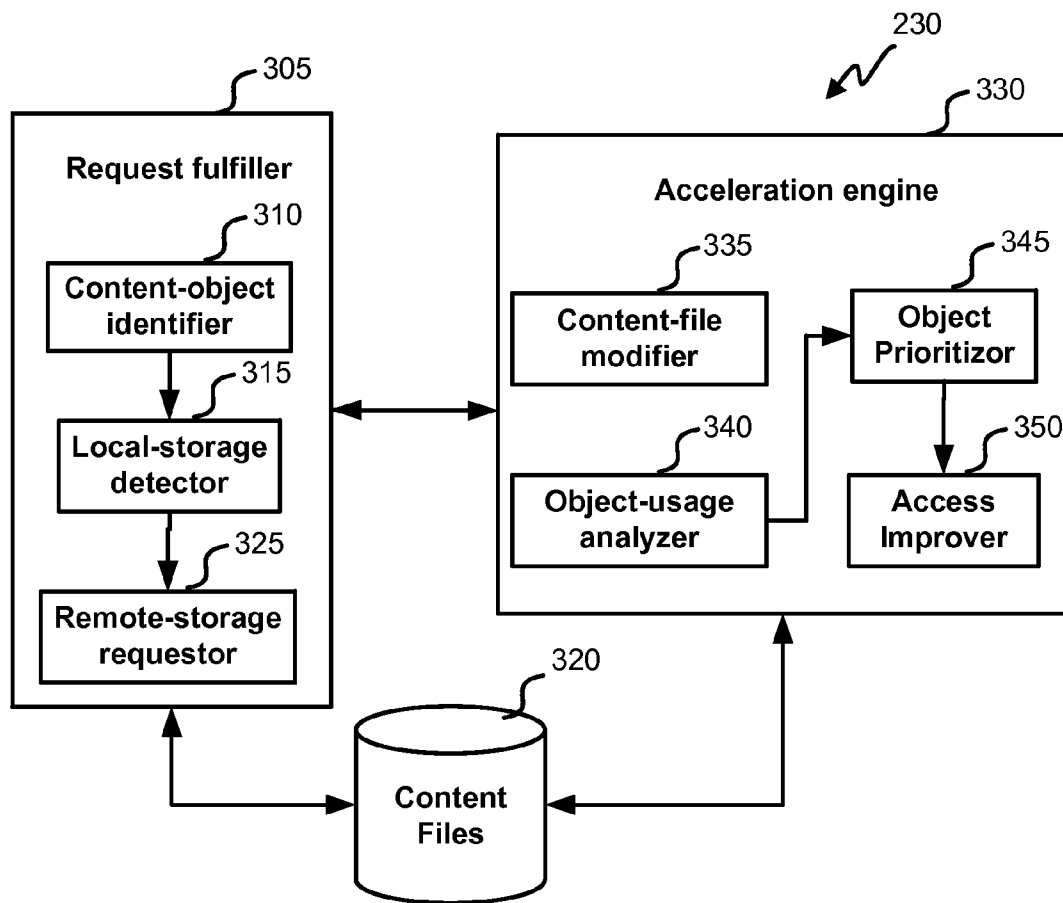 230
305
Request fulfiller
310
Content-object
identifier
315
Local-storage
detector
325
Remote-storage
requestor
330
Acceleration engine
335
Content-file
modifier
345
Object
Prioritizor
340
Object-usage
analyzer
350
Access
Improver
320
Content
Files